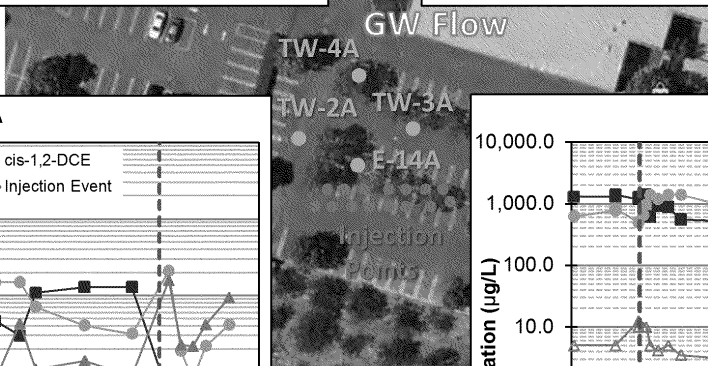 GW Flow
TW-4A
TW-2A
TW-3A
E-14A
Injection
Points
cis-1,2-DCE
Injection Event
10,000.0
1,000.0
100.0
10.0
ation (µg/L)